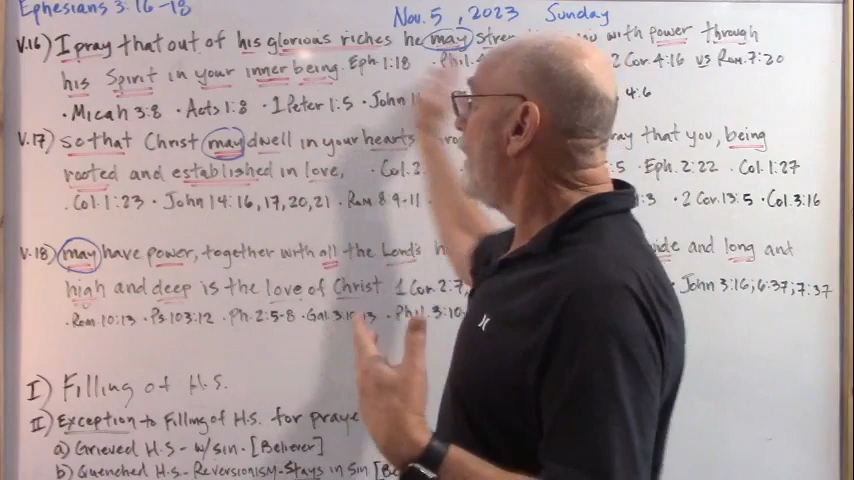 Ephesians 3:16-18 Nov. 5, 2023 Sunday
V.16) I pray that out of his glorious riches he may you with power through
his Spirit in your inner being. Eph. 1:18 2 Cor. 4:16 vs Rom. 7:20
• Micah 3:8 • Acts 1:8 • 1 Peter 1:5 • John 4:6
V.17) so that Christ may dwell in your hearts that you, being
rooted and established in love, • Col. 2 :5 • Eph. 2:22 • Col. 1:27
• Col. 1:23 • John 14:16,17,20,21 • Rom 8:9-11 :3 • 2 Cor. 13:5 • Col. 3:16
V.18) may have power, together with all the Lord's and long and
high and deep is the love of Christ 1 Cor. 2:7, • John 3:16; 6:37; 7:37
• Rom. 10:13 • Ps. 103:12 • Ph. 2:5-8 • Gal. • Phil. 3:10
I) Filling of H.S.
II) Exception to Filling of H.S. for
a) Grieved H.S - w/sin - [Believer]
b) Quenched H.S - Reversionism - Stays in sin